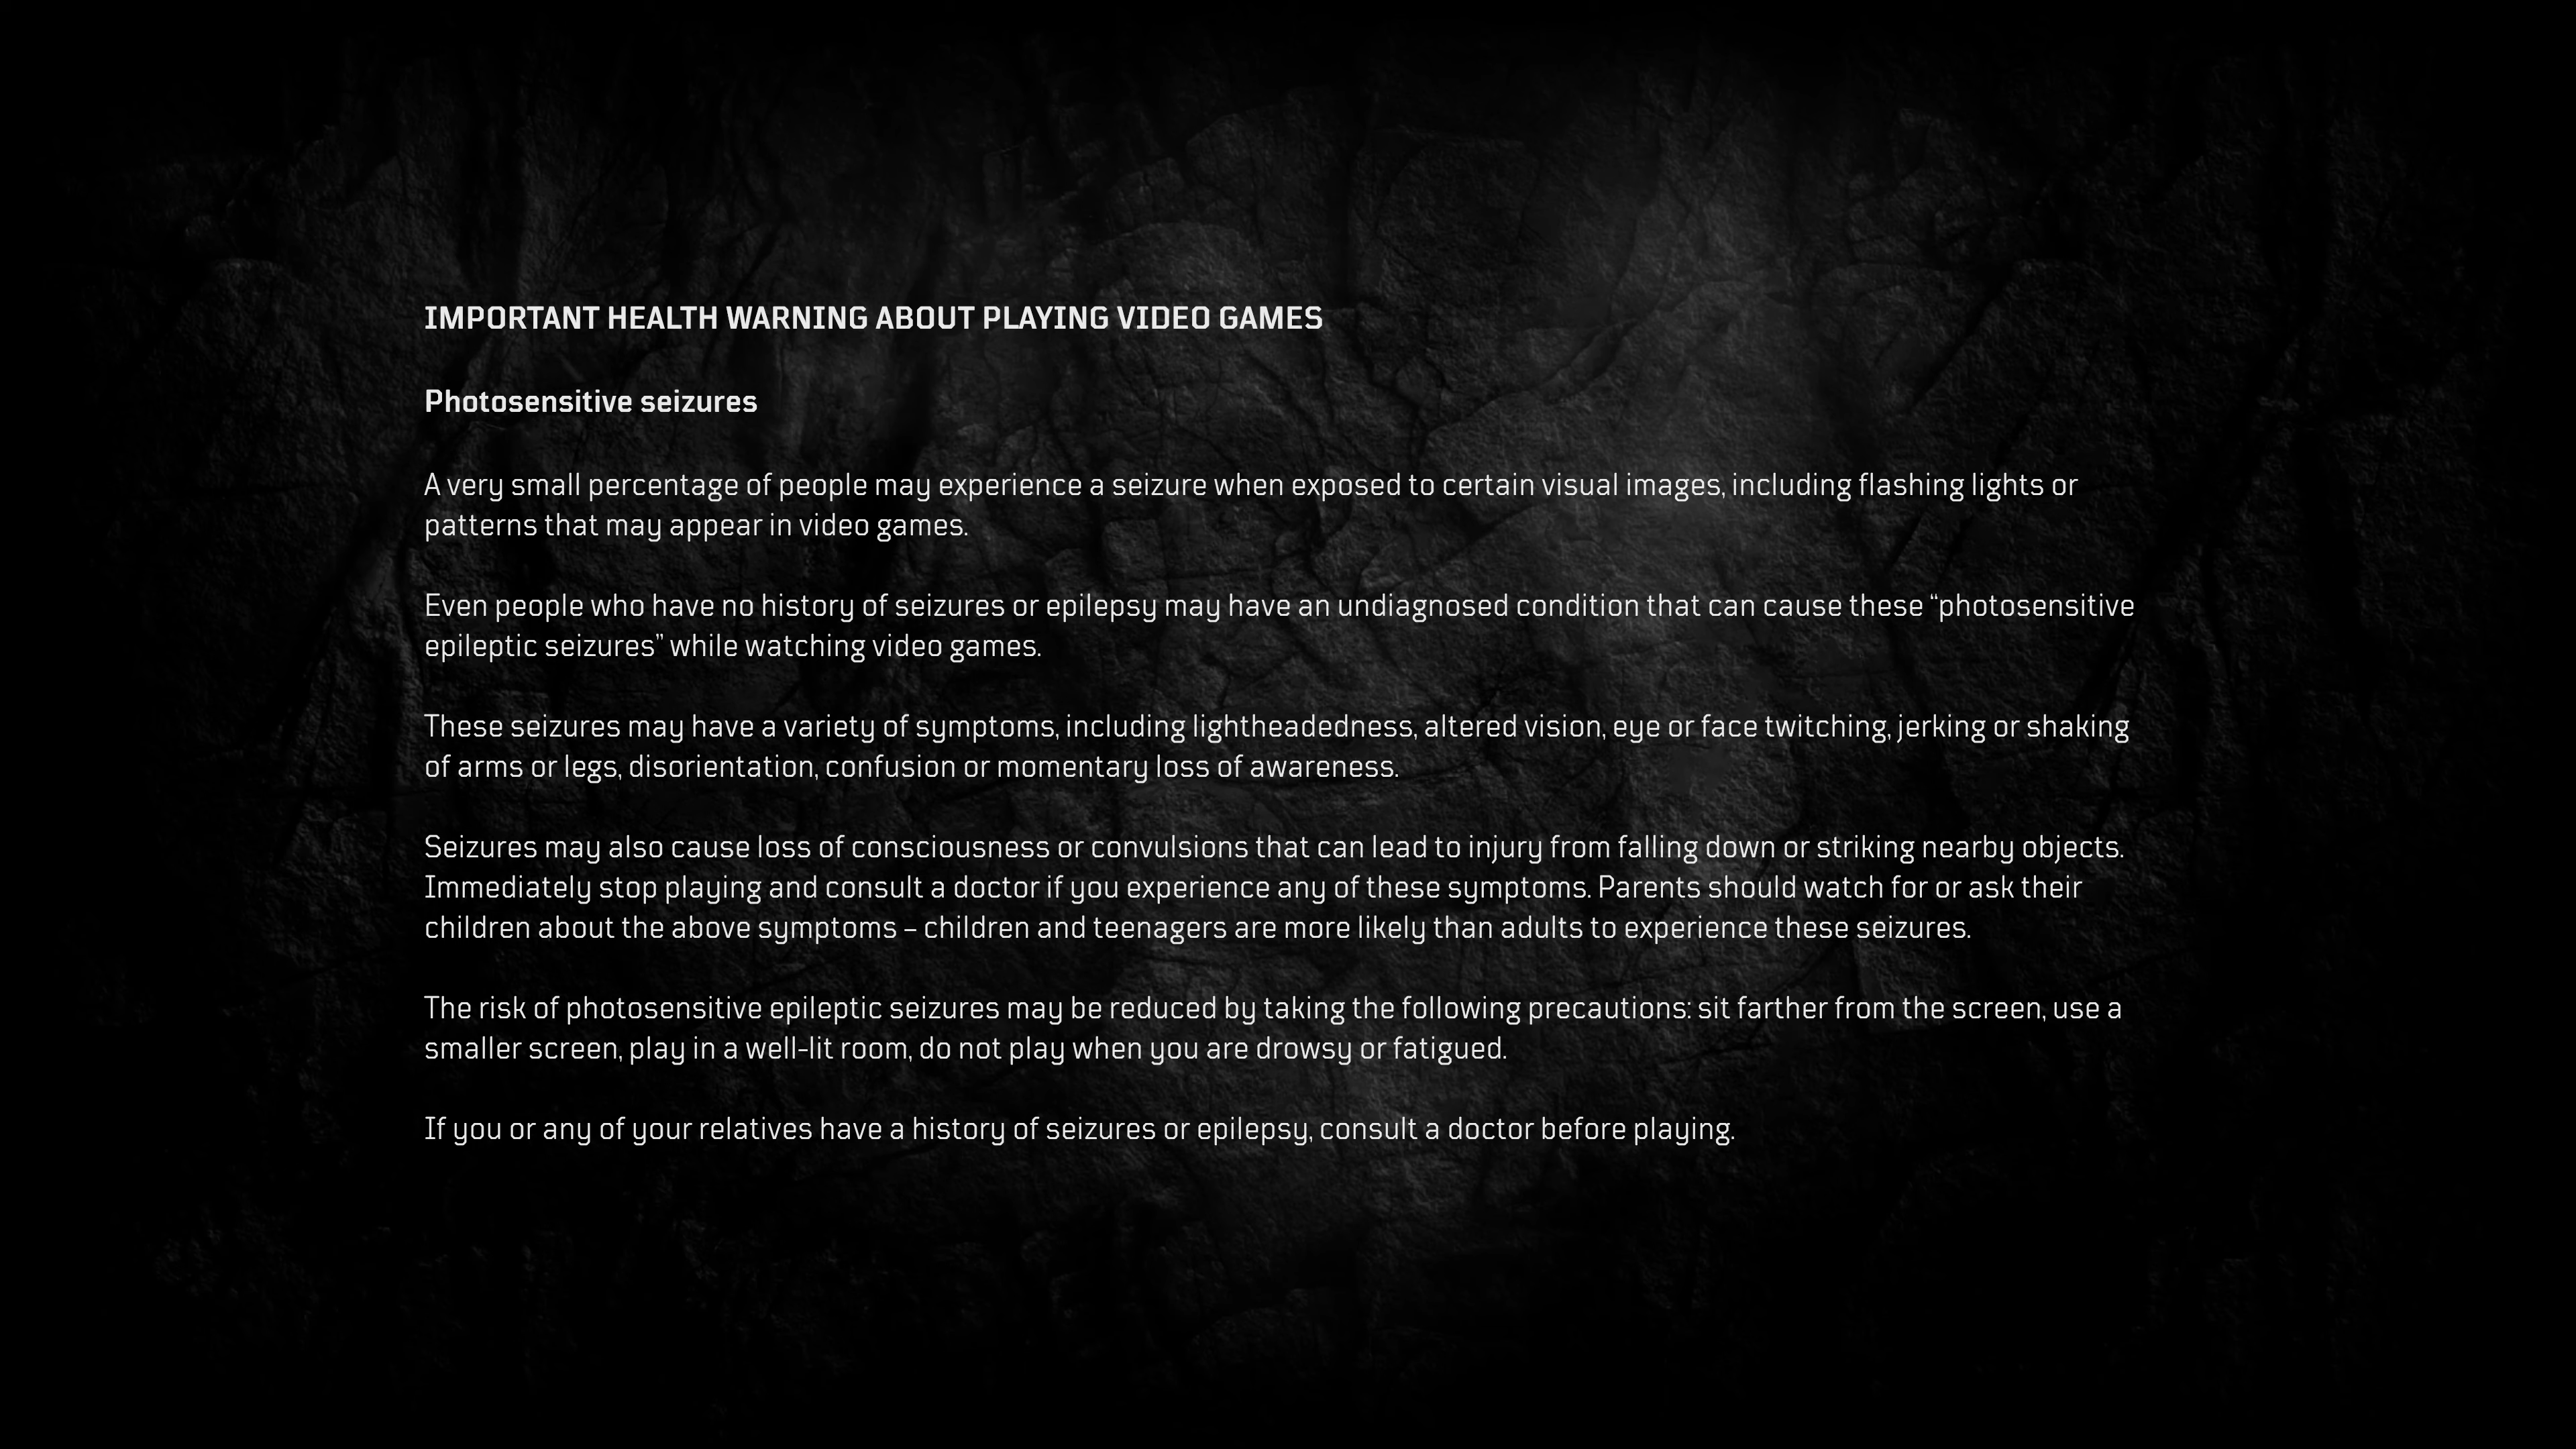 IMPORTANT HEALTH WARNING ABOUT PLAYING VIDEO GAMES
Photosensitive seizures
A very small percentage of people may experience a seizure when exposed to certain visual images, including flashing lights or
patterns that may appear in video games.
Even people who have no history of seizures or epilepsy may have an undiagnosed condition that can cause these “photosensitive
epileptic seizures” while watching video games.
These seizures may have a variety of symptoms, including lightheadedness, altered vision, eye or face twitching, jerking or shaking
of arms or legs, disorientation, confusion or momentary loss of awareness.
Seizures may also cause loss of consciousness or convulsions that can lead to injury from falling down or striking nearby objects.
Immediately stop playing and consult a doctor if you experience any of these symptoms. Parents should watch for or ask their
children about the above symptoms – children and teenagers are more likely than adults to experience these seizures.
The risk of photosensitive epileptic seizures may be reduced by taking the following precautions: sit farther from the screen, use a
smaller screen, play in a well-lit room, do not play when you are drowsy or fatigued.
If you or any of your relatives have a history of seizures or epilepsy, consult a doctor before playing.